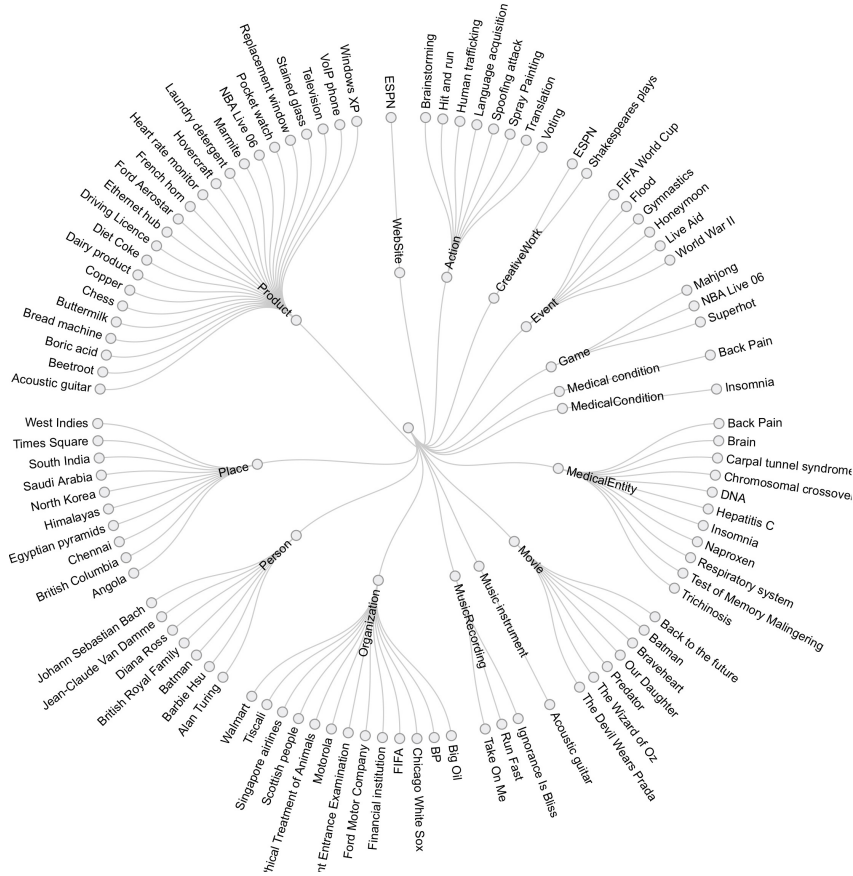 WebSite
ESPN
Action
Brainstorming
Hit and run
Human trafficking
Language acquisition
Spoofing attack
Spray Painting
Translation
Voting
CreativeWork
ESPN
Shakespeares plays
Event
FIFA World Cup
Flood
Gymnastics
Honeymoon
Live Aid
World War II
Game
Mahjong
NBA Live 06
Superhot
Medical condition
Back Pain
MedicalCondition
Insomnia
MedicalEntity
Back Pain
Brain
Carpal tunnel syndrome
Chromosomal crossove
DNA
Hepatitis C
Insomnia
Naproxen
Respiratory system
Test of Memory Malingering
Trichinosis
Movie
Back to the future
Batman
Braveheart
Our Daughter
Predator
The Wizard of Oz
The Devil Wears Prada
Music instrument
Acoustic guitar
MusicRecording
Ignorance Is Bliss
Run Fast
Take On Me
Organization
Big Oil
BP
Chicago White Sox
FIFA
Financial institution
Ford Motor Company
nt Entrance Examination
hical Treatment of Animals
Motorola
Scottish people
Singapore airlines
Tiscali
Walmart
Person
Alan Turing
Barbie Hsu
Batman
British Royal Family
Diana Ross
Jean-Claude Van Damme
Johann Sebastian Bach
Place
Angola
British Columbia
Chennai
Egyptian pyramids
Himalayas
North Korea
Saudi Arabia
South India
Times Square
West Indies
Product
Acoustic guitar
Beetroot
Boric acid
Bread machine
Buttermilk
Chess
Copper
Dairy product
Diet Coke
Driving Licence
Ethernet hub
Ford Aerostar
French horn
Heart rate monitor
Hovercraft
Laundry detergent
Marmite
NBA Live 06
Pocket watch
Replacement window
Stained glass
Television
VoIP phone
Windows XP